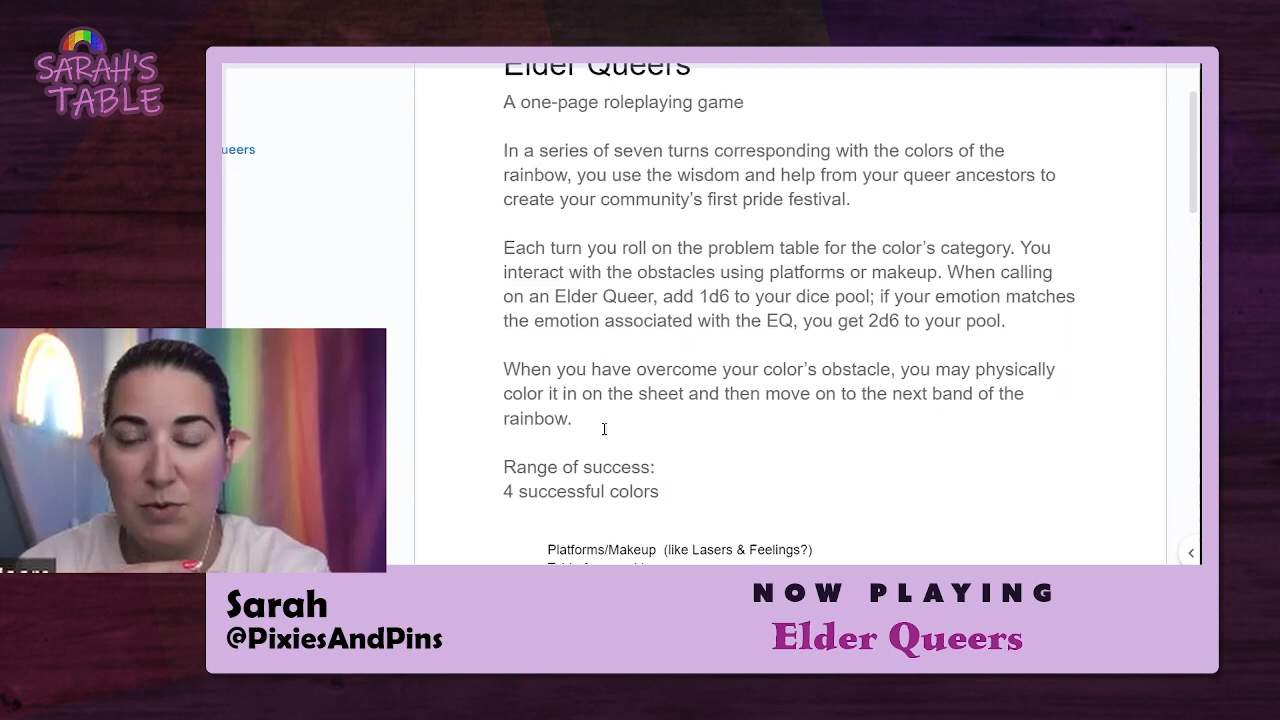 SARAH'S
TABLE
Elder Queers
A one-page roleplaying game
ueers
In a series of seven turns corresponding with the colors of the
rainbow, you use the wisdom and help from your queer ancestors to
create your community's first pride festival.
Each turn you roll on the problem table for the color's category. You
interact with the obstacles using platforms or makeup. When calling
on an Elder Queer, add 1d6 to your dice pool; if your emotion matches
the emotion associated with the EQ, you get 2d6 to your pool.
When you have overcome your color's obstacle, you may physically
color it in on the sheet and then move on to the next band of the
rainbow.
Range of success:
4 successful colors
Platforms/Makeup (like Lasers & Feelings?)
Sarah
@PixiesAndPins
NOW PLAYING
Elder Queers